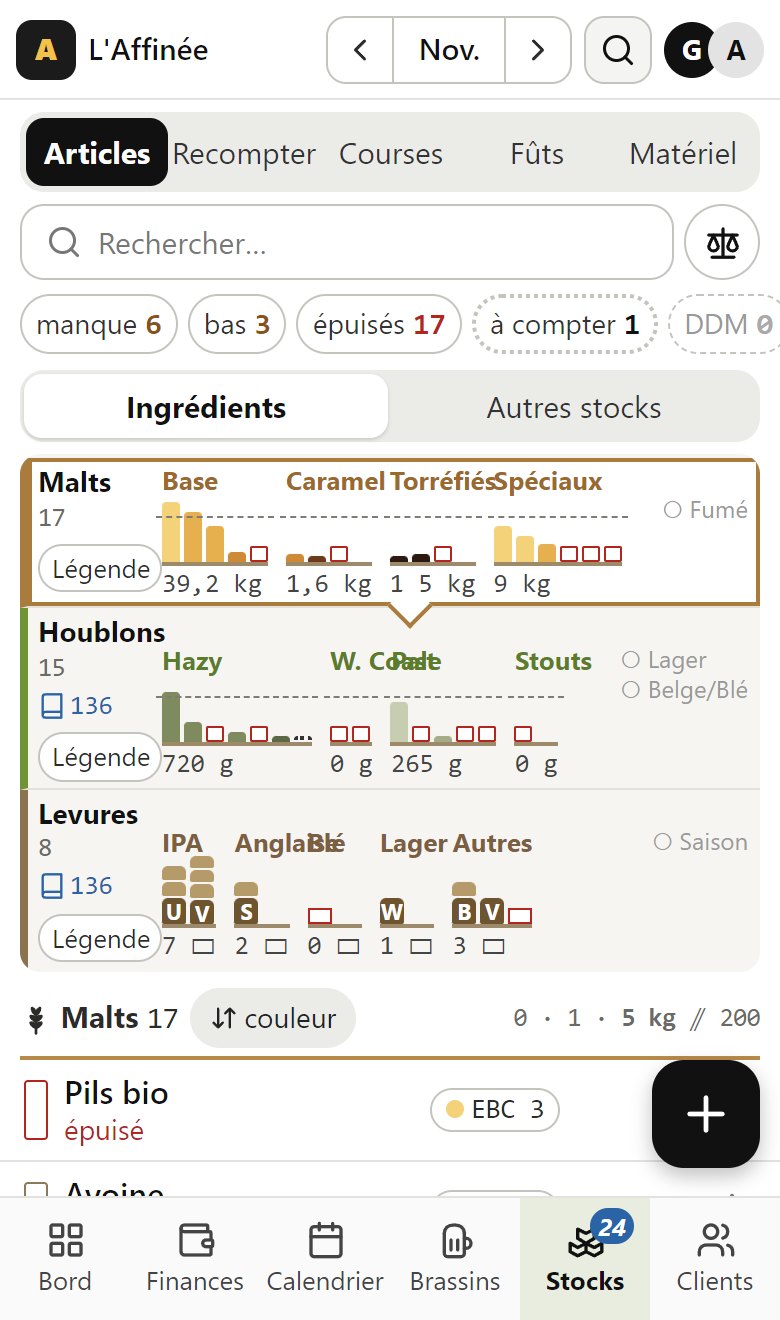 A L'Affinée Nov. G A
Articles Recompter Courses Fûts Matériel
Rechercher...
manque 6 bas 3 épuisés 17 à compter 1 DDM 0
Ingrédients Autres stocks
Malts Base Caramel Torréfiés Spéciaux
17 Fumé
Légende 39,2 kg 1,6 kg 1 5 kg 9 kg
Houblons
15 Hazy W. Coast Stouts Lager
136 Belge/Blé
Légende 720 g 0 g 265 g 0 g
Levures
8 IPA Anglaise Blé Lager Autres Saison
136
U V S W B V
Légende 7 2 0 1 3
Malts 17 couleur 0 · 1 · 5 kg // 200
Pils bio EBC 3
épuisé
Avoine
24
Bord Finances Calendrier Brassins Stocks Clients